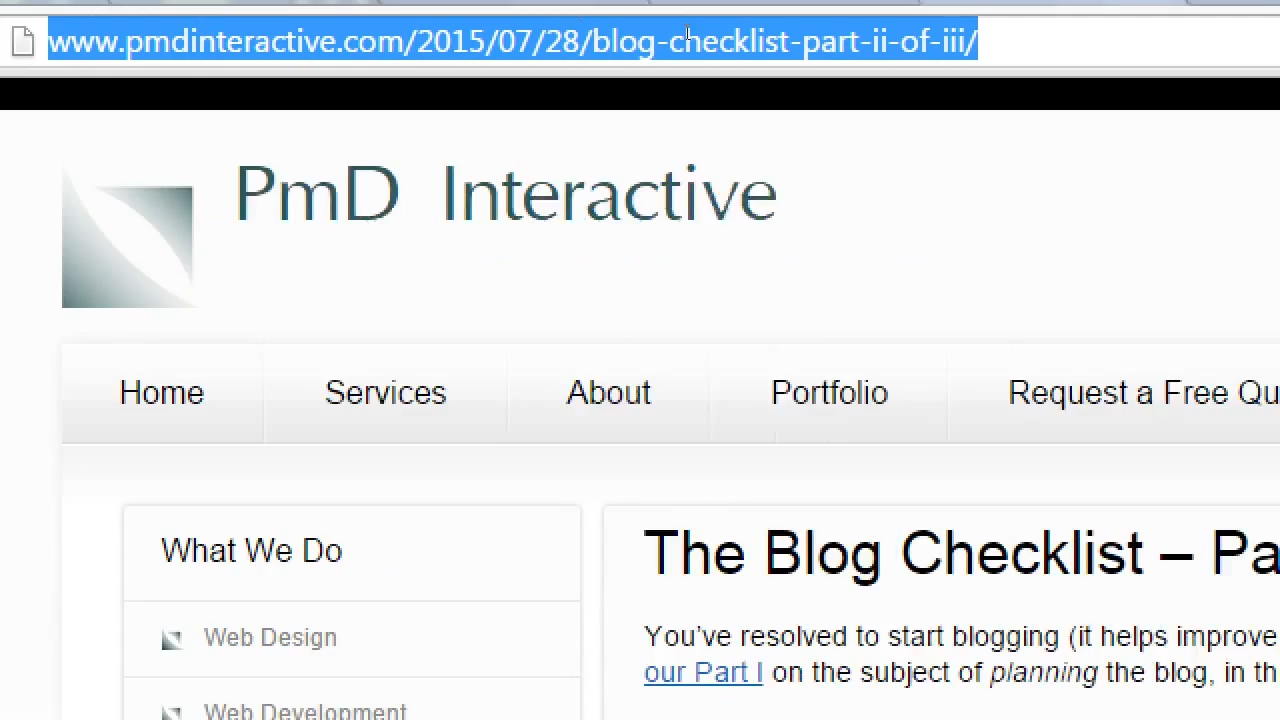 www.pmdinteractive.com/2015/07/28/blog-checklist-part-ii-of-iii/
PmD Interactive
Home Services About Portfolio Request a Free Qu
What We Do
Web Design
Web Development
The Blog Checklist – Pa
You’ve resolved to start blogging (it helps improve
our Part I on the subject of planning the blog, in th